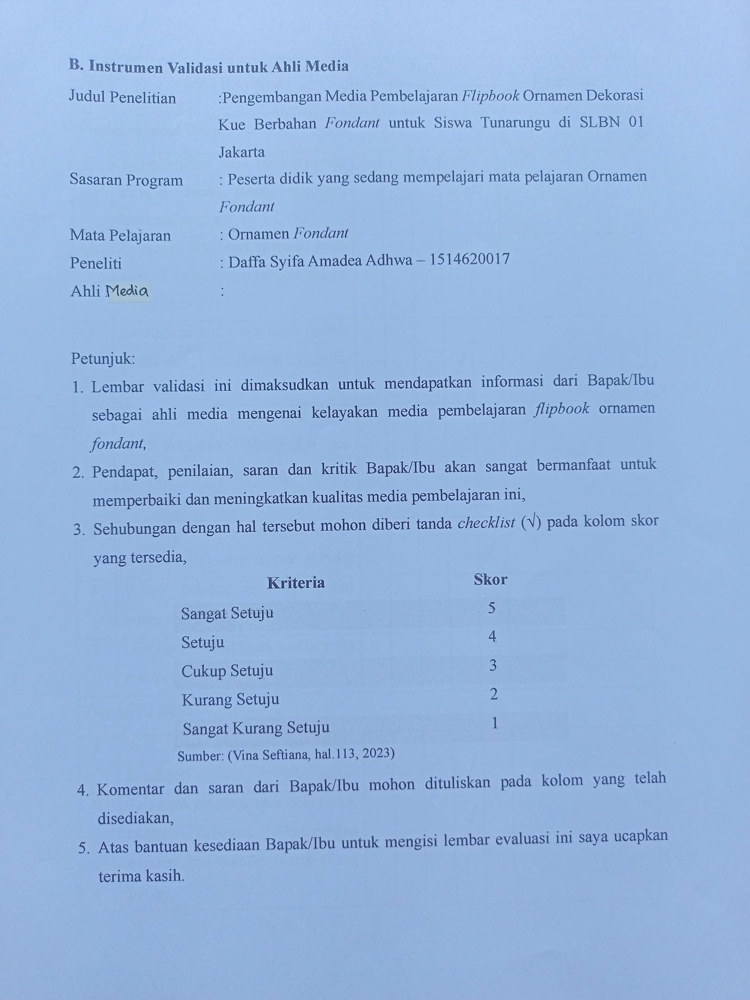 B. Instrumen Validasi untuk Ahli Media
Judul Penelitian :Pengembangan Media Pembelajaran Flipbook Ornamen Dekorasi
Kue Berbahan Fondant untuk Siswa Tunarungu di SLBN 01
Jakarta
Sasaran Program : Peserta didik yang sedang mempelajari mata pelajaran Ornamen
Fondant
Mata Pelajaran : Ornamen Fondant
Peneliti : Daffa Syifa Amadea Adhwa – 1514620017
Ahli Media :
Petunjuk:
1. Lembar validasi ini dimaksudkan untuk mendapatkan informasi dari Bapak/Ibu
sebagai ahli media mengenai kelayakan media pembelajaran flipbook ornamen
fondant,
2. Pendapat, penilaian, saran dan kritik Bapak/Ibu akan sangat bermanfaat untuk
memperbaiki dan meningkatkan kualitas media pembelajaran ini,
3. Sehubungan dengan hal tersebut mohon diberi tanda checklist (√) pada kolom skor
yang tersedia,
Kriteria Skor
Sangat Setuju 5
Setuju 4
Cukup Setuju 3
Kurang Setuju 2
Sangat Kurang Setuju 1
Sumber: (Vina Seftiana, hal.113, 2023)
4. Komentar dan saran dari Bapak/Ibu mohon dituliskan pada kolom yang telah
disediakan,
5. Atas bantuan kesediaan Bapak/Ibu untuk mengisi lembar evaluasi ini saya ucapkan
terima kasih.